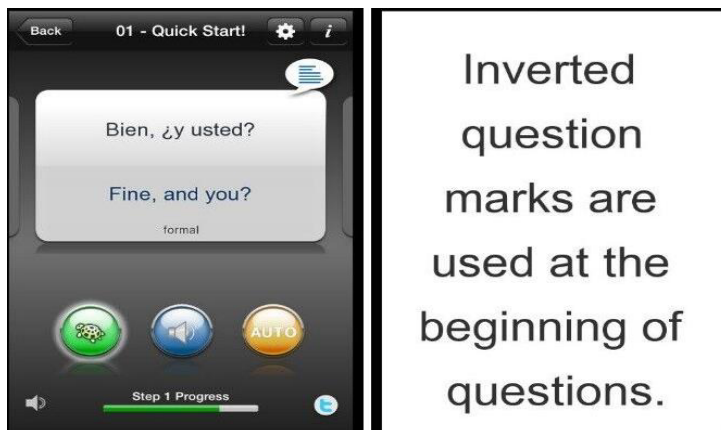 Back
01 - Quick Start!
i
Bien, ¿y usted?
Fine, and you?
formal
AUTO
Step 1 Progress
Inverted
question
marks are
used at the
beginning of
questions.